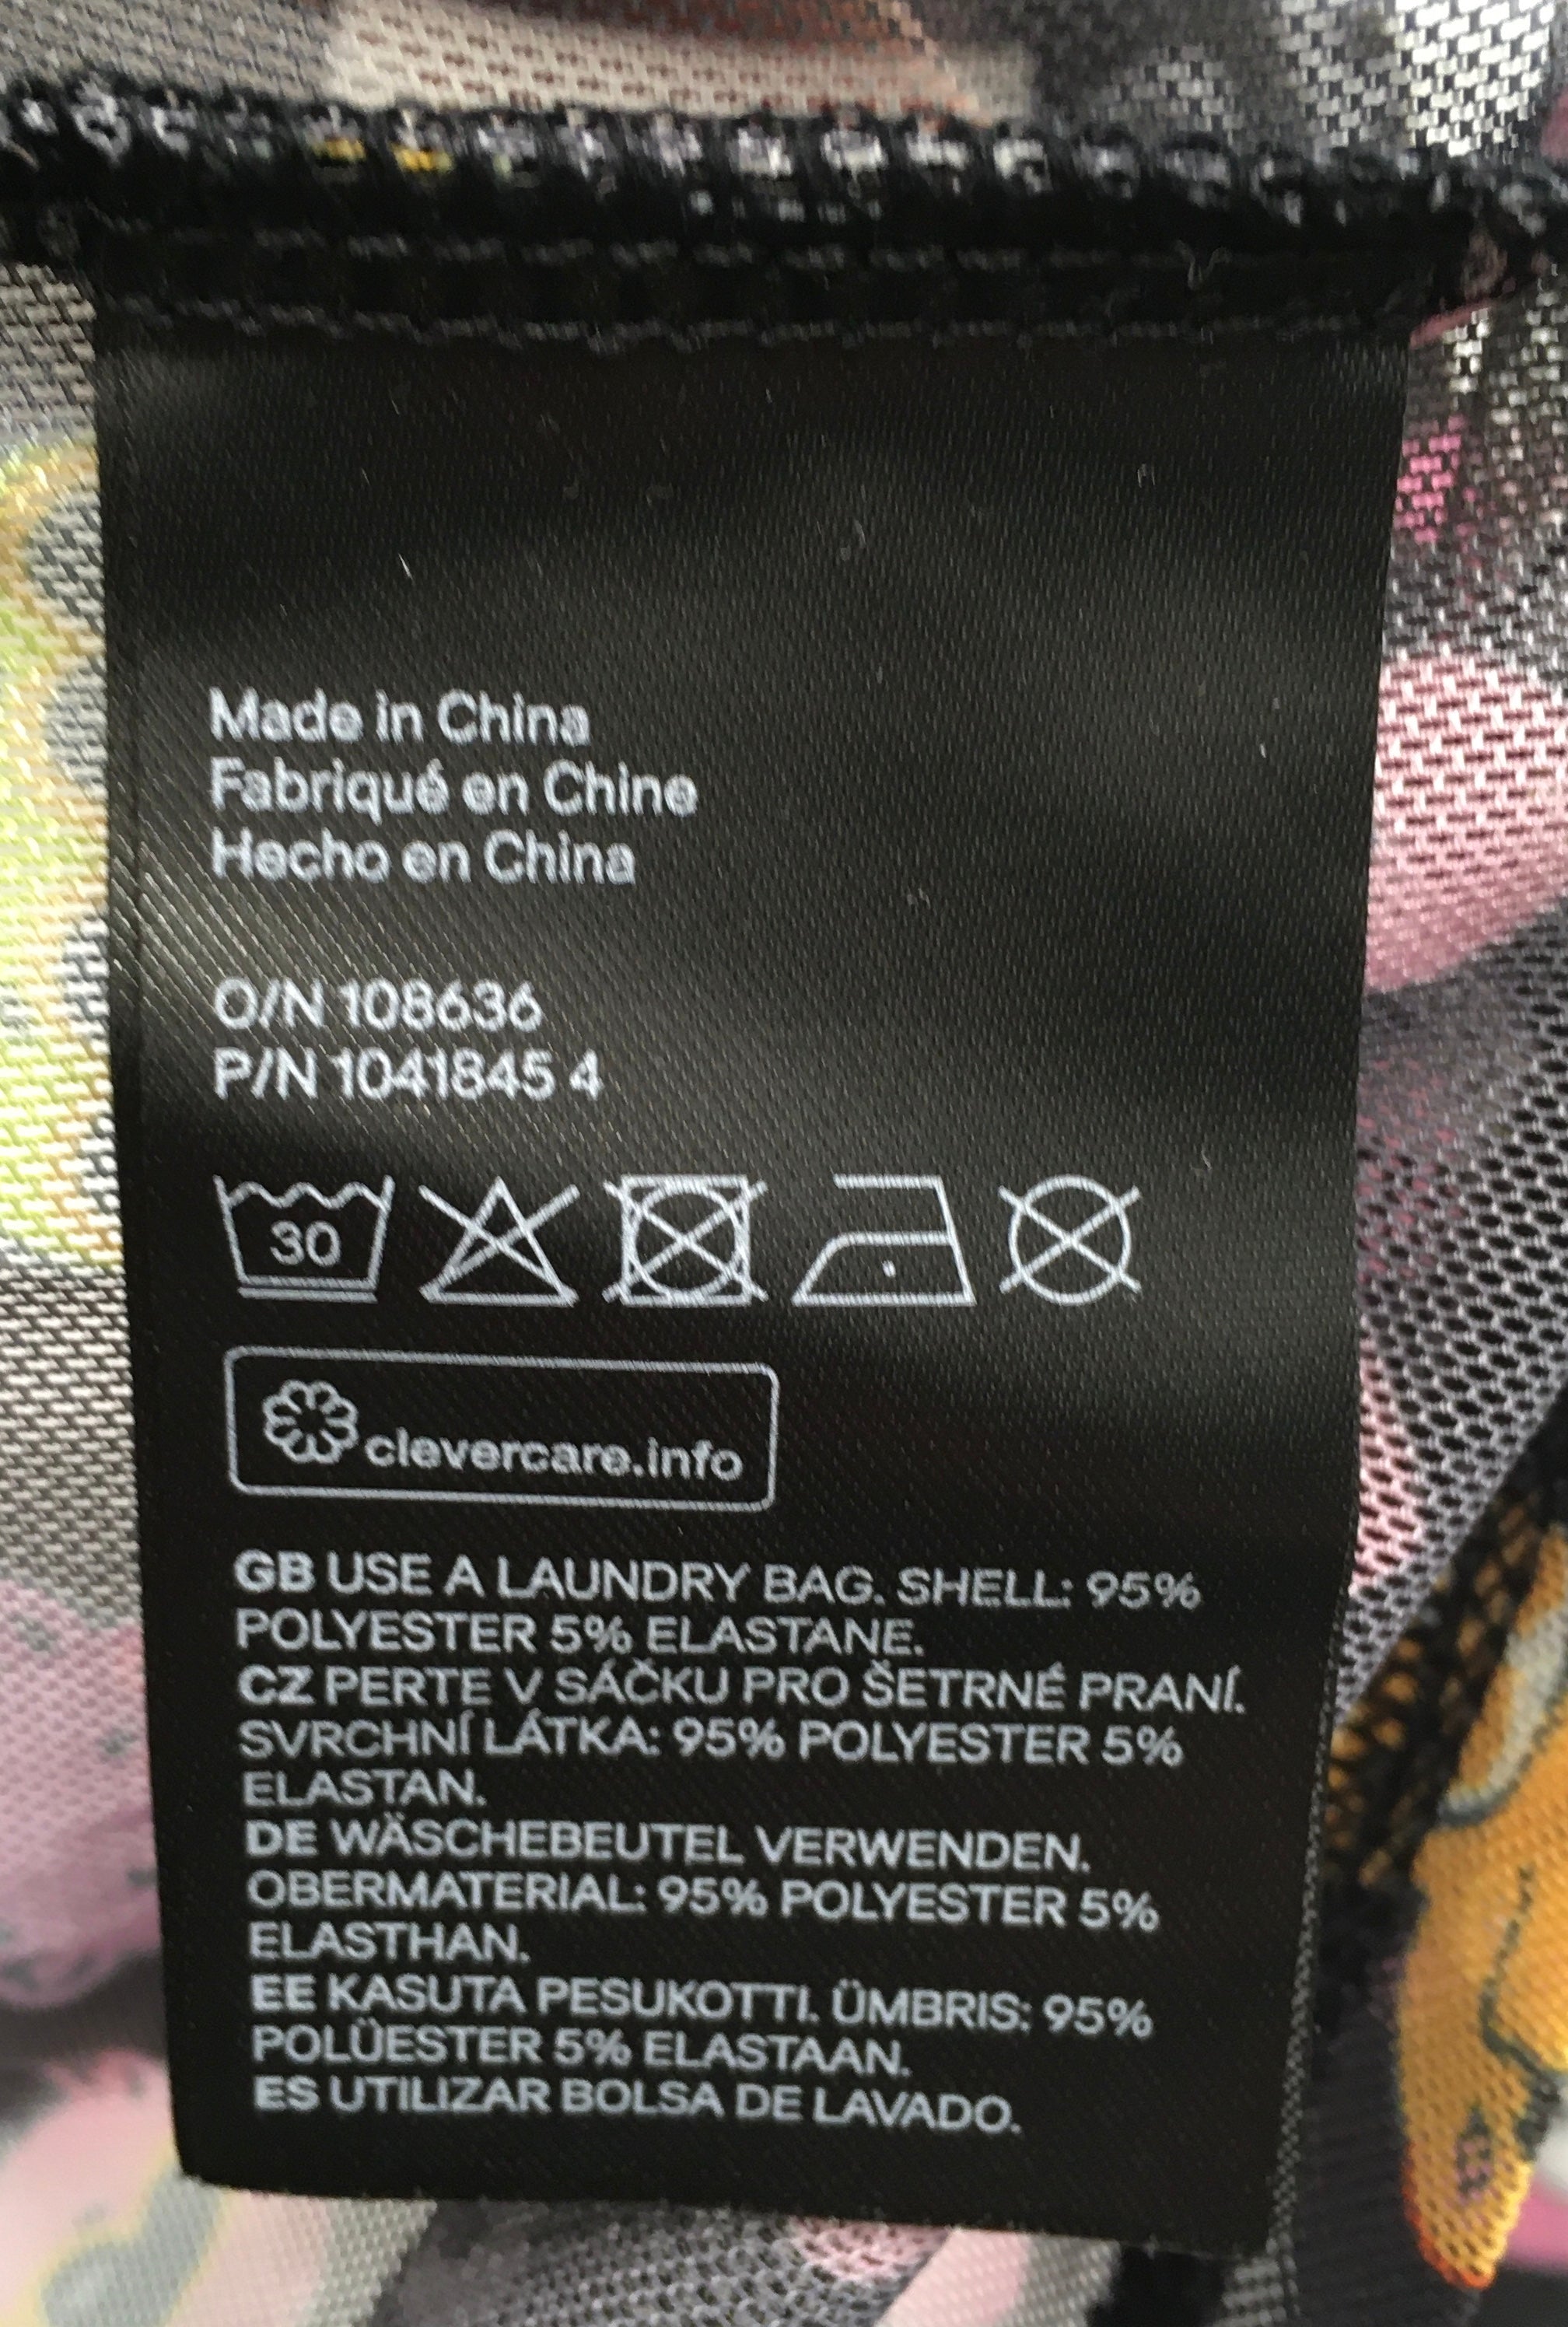 Made in China
Fabriqué en Chine
Hecho en China
O/N 108636
P/N 1041845 4
30
clevercare.info
GB USE A LAUNDRY BAG. SHELL: 95%
POLYESTER 5% ELASTANE.
CZ PERTE V SÁČKU PRO ŠETRNÉ PRANÍ.
SVRCHNÍ LÁTKA: 95% POLYESTER 5%
ELASTAN.
DE WÄSCHEBEUTEL VERWENDEN.
OBERMATERIAL: 95% POLYESTER 5%
ELASTHAN.
EE KASUTA PESUKOTTI. ÜMBRIS: 95%
POLÜESTER 5% ELASTAAN.
ES UTILIZAR BOLSA DE LAVADO.